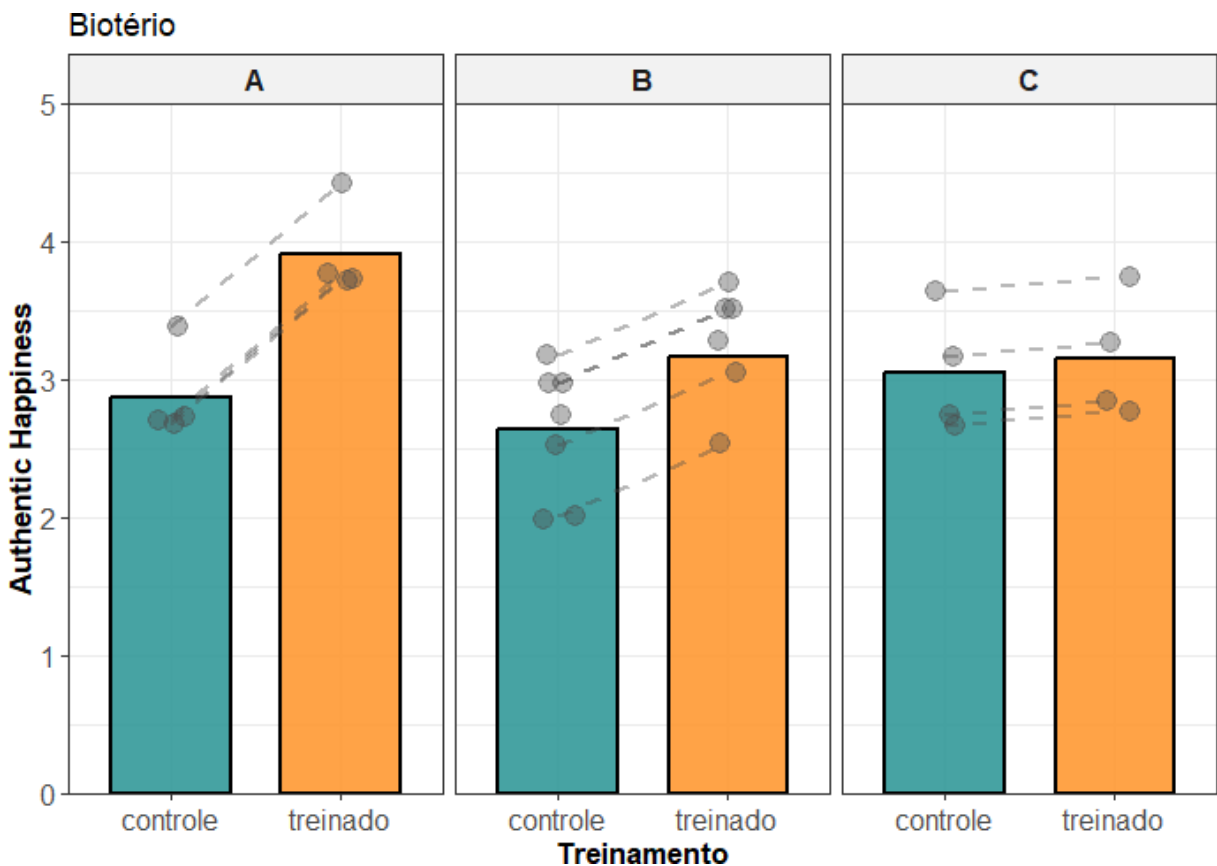 Biotério
A B C
5
4
3
2
1
0
Authentic Happiness
controle treinado controle treinado controle treinado
Treinamento